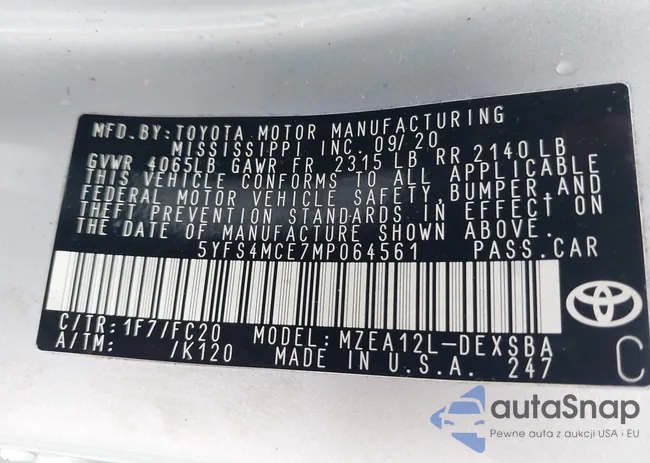 MFD. BY: TOYOTA MOTOR MANUFACTURING
MISSISSIPPI INC. 09/20
GVWR 4065LB GAWR FR 2315 LB RR 2140 LB
THIS VEHICLE CONFORMS TO ALL APPLICABLE
FEDERAL MOTOR VEHICLE SAFETY, BUMPER, AND
THEFT PREVENTION STANDARDS IN EFFECT ON
THE DATE OF MANUFACTURE SHOWN ABOVE.
5YFS4MCE7MP064561 PASS.CAR
C/TR: 1F7/FC20 MODEL: MZEA12L-DEXSBA
A/TM: /K120 MADE IN U.S.A. 247
C
autaSnap
Pewne auta z aukcji USA i EU